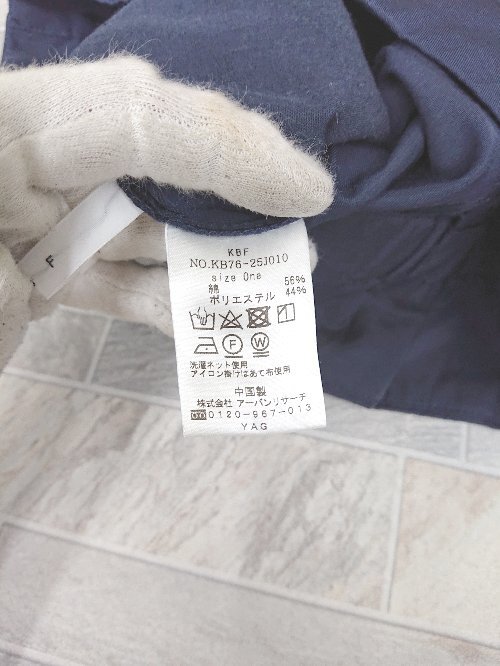 KBF
NO.KB76-25J010
size One
綿 56%
ポリエステル 44%
F W
洗濯ネット使用
アイコン掛けはあて布使用
中国製
株式会社 アーバンリサーチ
0120-967-013
YAG
F